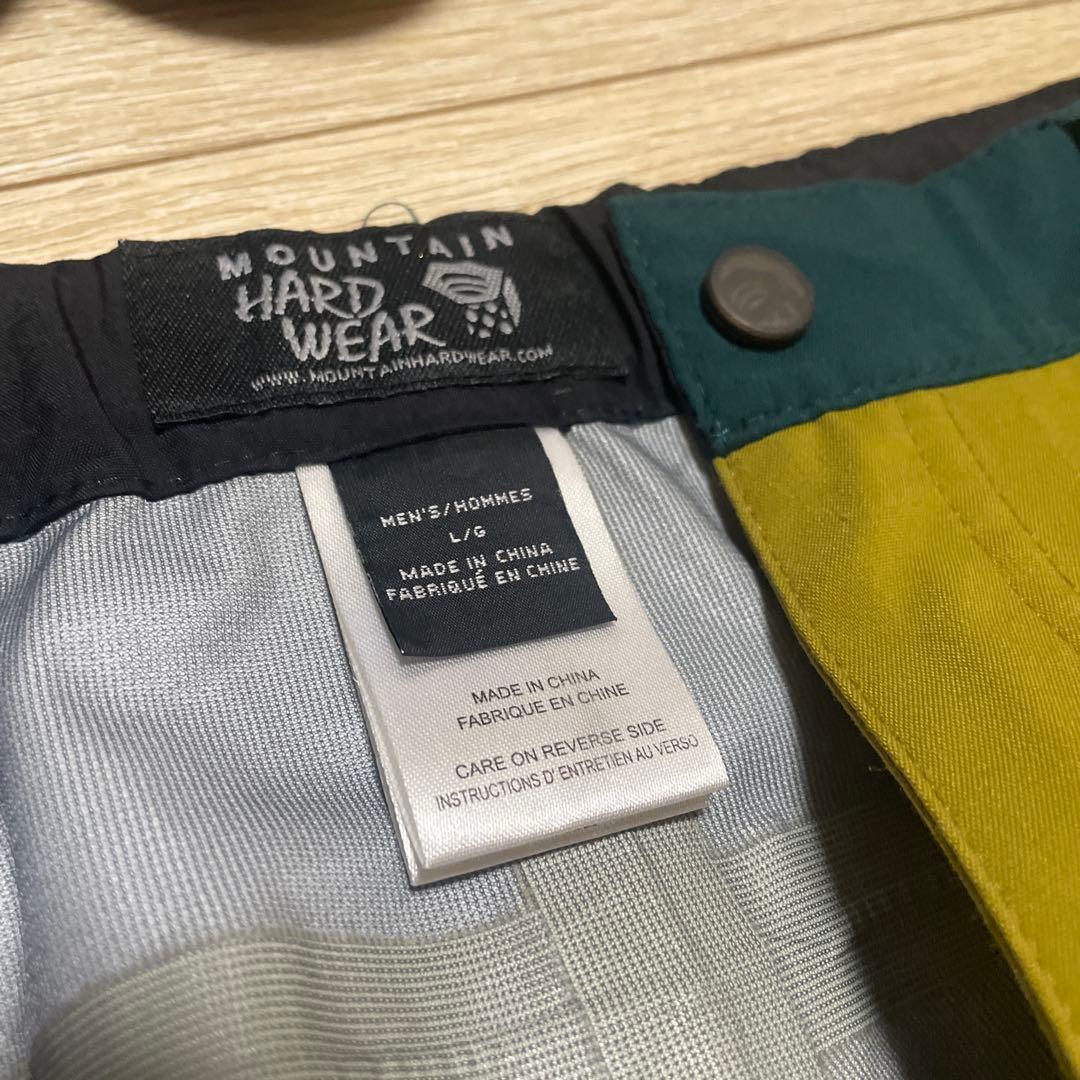 MOUNTAIN
HARD
WEAR
WWW.MOUNTAINHARDWEAR.COM
MEN'S/HOMMES
L/G
MADE IN CHINA
FABRIQUÉ EN CHINE
MADE IN CHINA
FABRIQUE EN CHINE
CARE ON REVERSE SIDE
INSTRUCTIONS D'ENTRETIEN AU VERSO